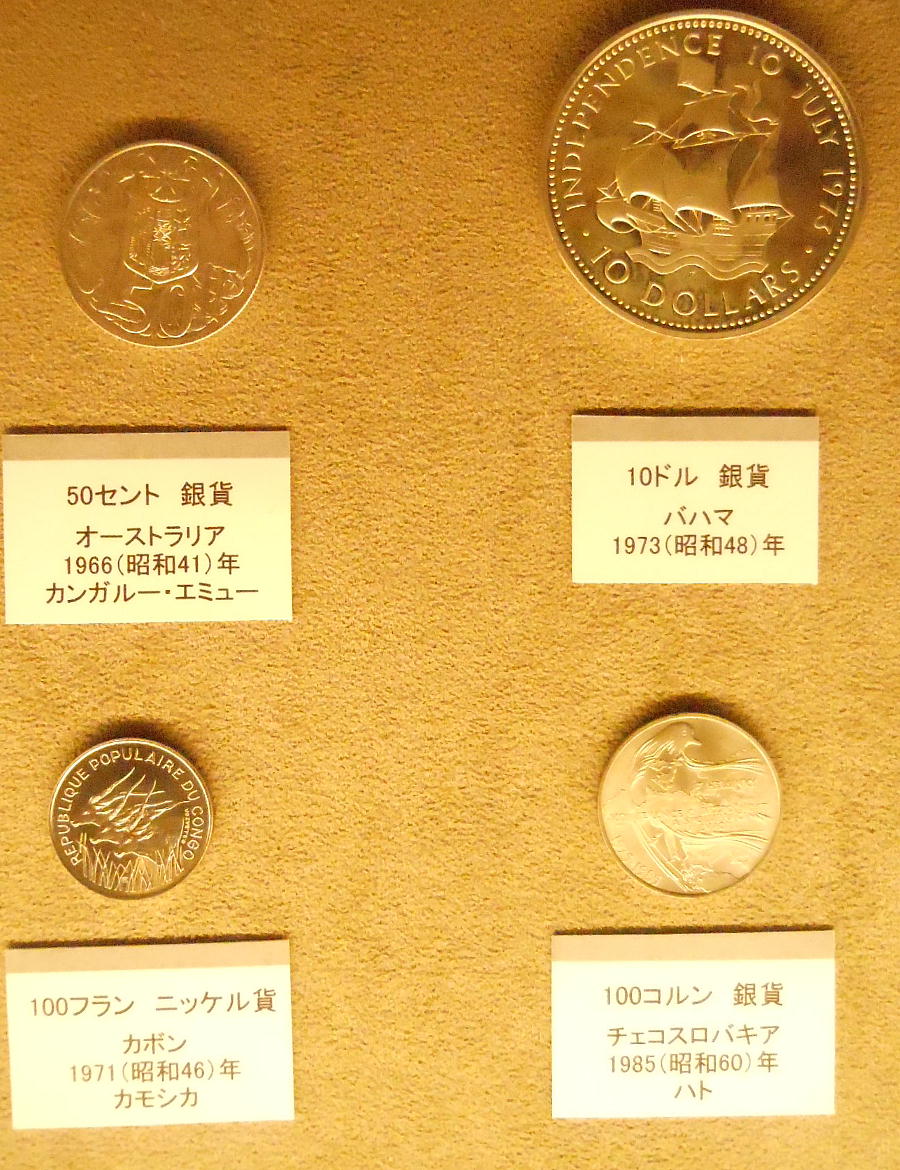 INDEPENDENCE 10 JULY 1973
10 DOLLARS
50
50セント 銀貨
オーストラリア
1966(昭和41)年
カンガルー・エミュー
10ドル 銀貨
バハマ
1973(昭和48)年
REPUBLIQUE POPULAIRE DU CONGO
100フラン ニッケル貨
カボン
1971(昭和46)年
カモシカ
100コルン 銀貨
チェコスロバキア
1985(昭和60)年
ハト